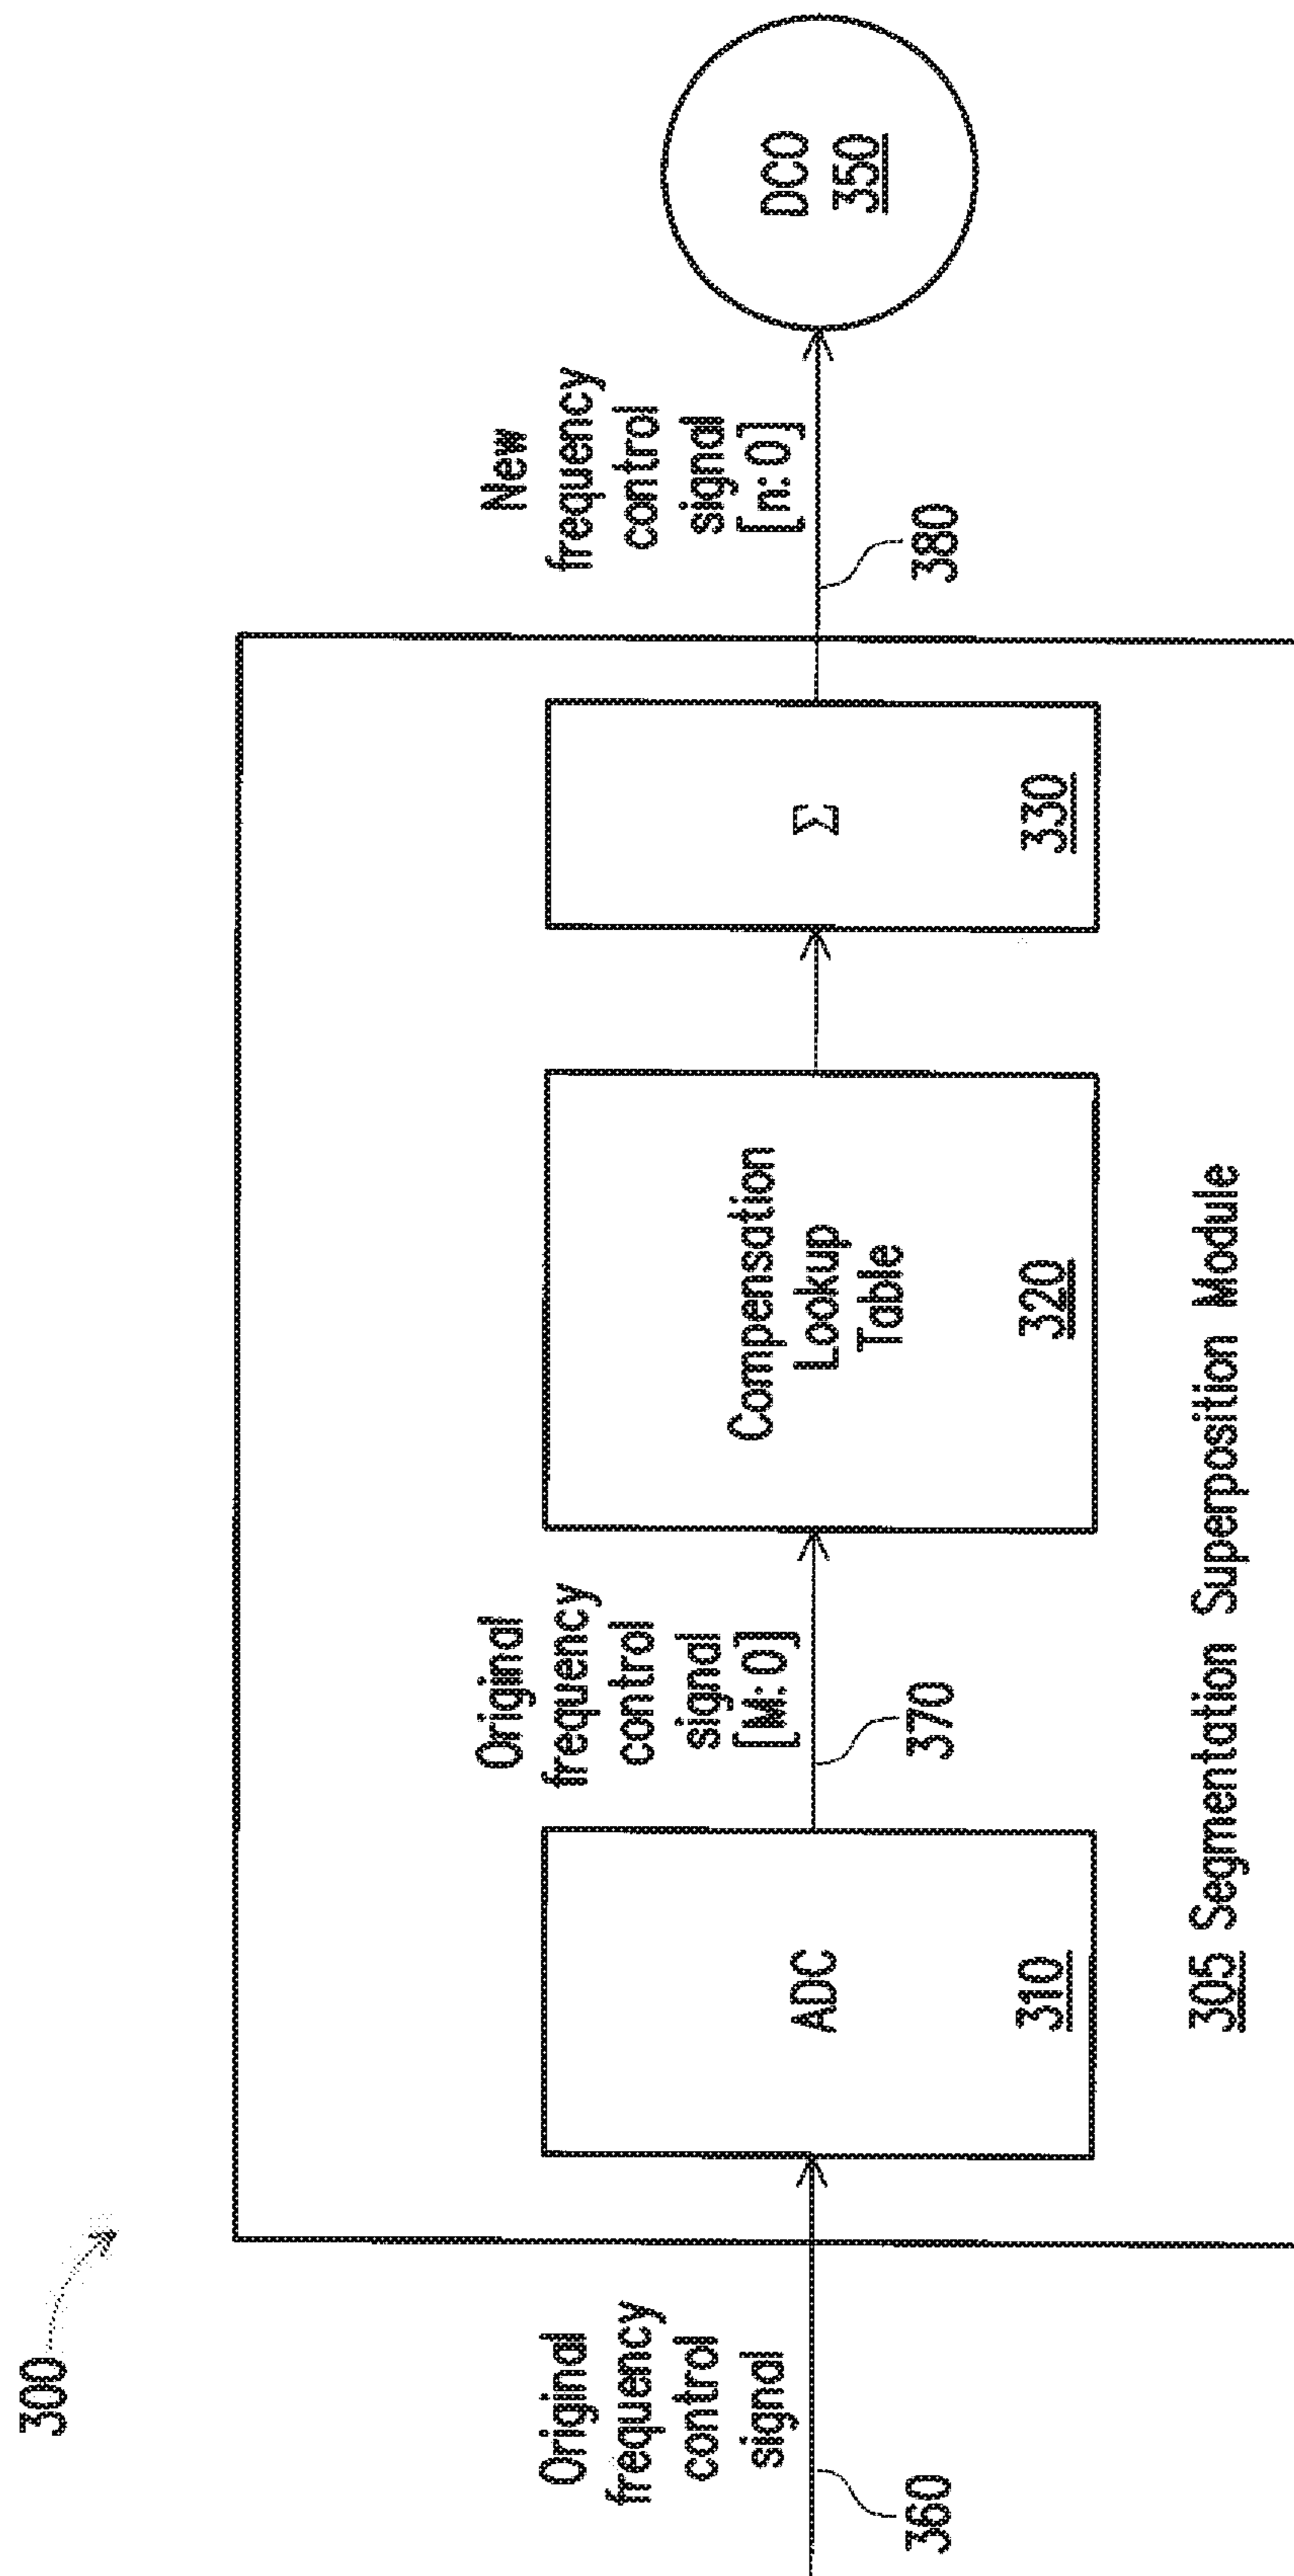 300
Original
frequency
control
signal
360
ADC
310
Original
frequency
control
signal
[M:0]
370
Compensation
Lookup
Table
320
Σ
330
New
frequency
control
signal
[n:0]
380
DCO
350
305 Segmentation Superposition Module